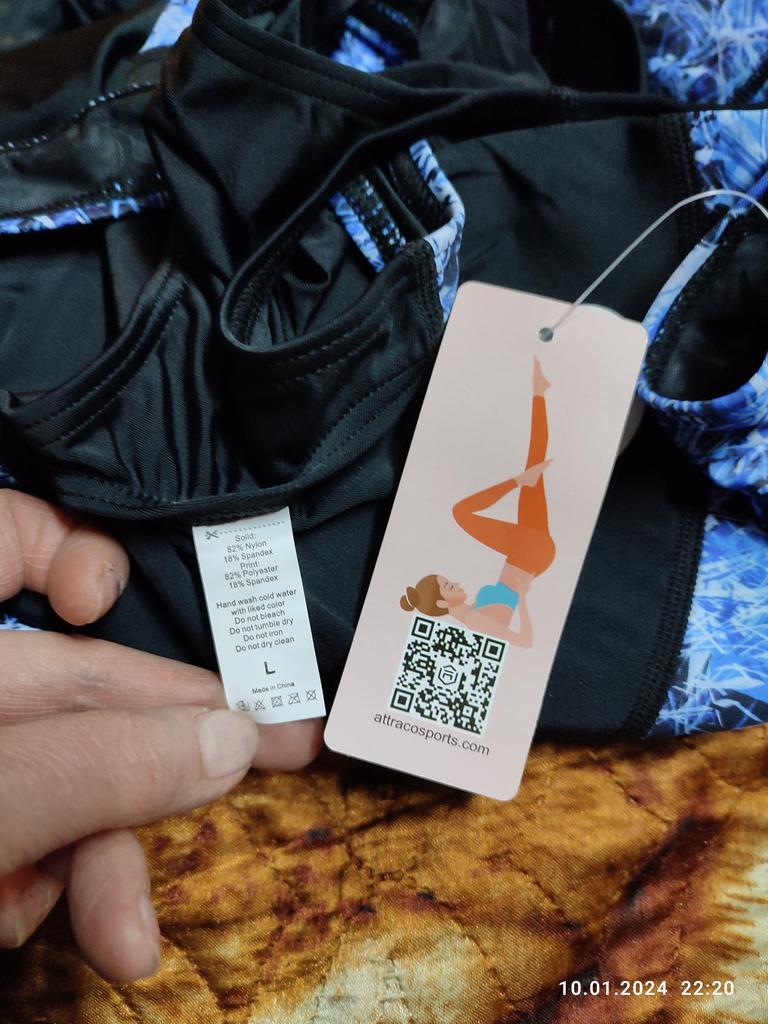 Solid:
82% Nylon
18% Spandex
Print:
82% Polyester
18% Spandex
Hand wash cold water
with liked color
Do not bleach
Do not tumble dry
Do not iron
Do not dry clean
L
Made in China
attracosports.com
10.01.2024 22:20